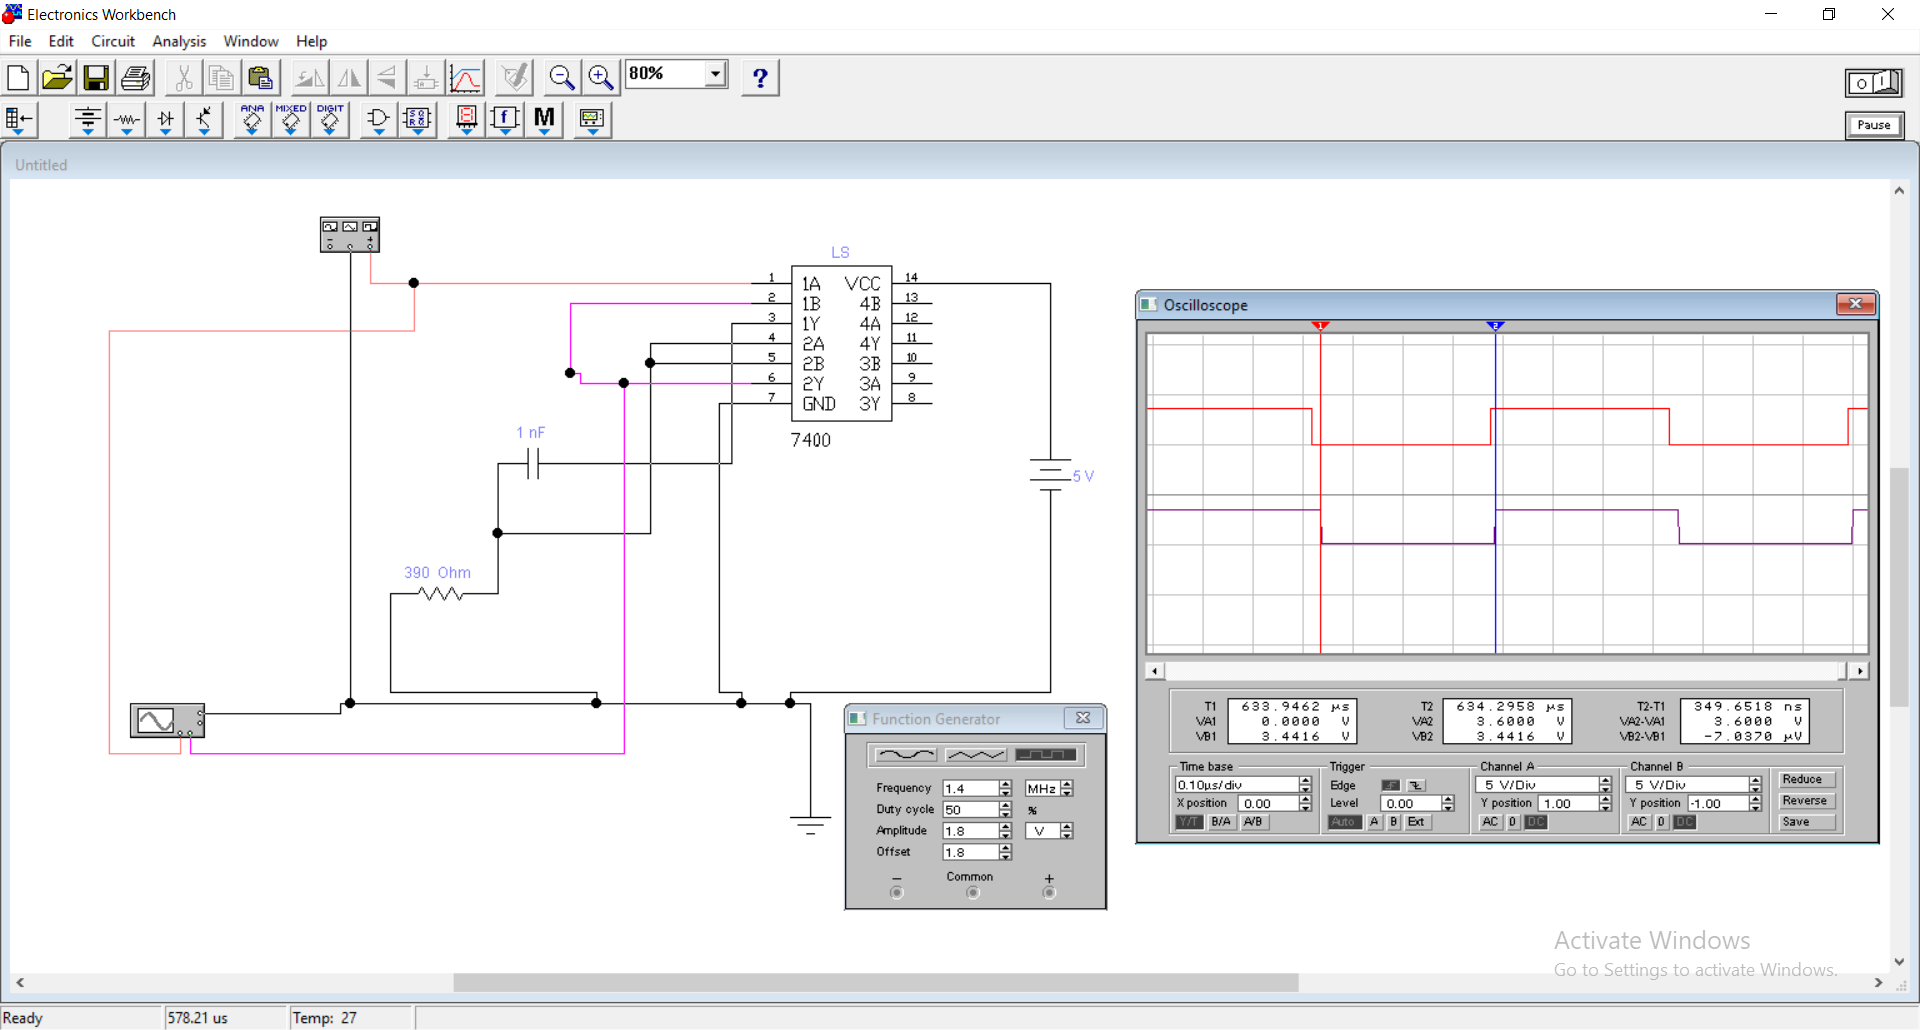 Electronics Workbench
File Edit Circuit Analysis Window Help
80%
?
Pause
ANA MIXED DIGIT
f
M
Untitled
LS
1 1A VCC 14
2 1B 4B 13
3 1Y 4A 12
4 2A 4Y 11
5 2B 3B 10
6 2Y 3A 9
7 GND 3Y 8
7400
1 nF
390 Ohm
5 V
Oscilloscope
1 2
T1 633.9462 µs
VA1 0.0000 V
VB1 3.4416 V
T2 634.2958 µs
VA2 3.6000 V
VB2 3.4416 V
T2-T1 349.6518 ns
VA2-VA1 3.6000 V
VB2-VB1 -7.0370 µV
Time base
0.10µs/div
X position 0.00
Y/T B/A A/B
Trigger
Edge
Level 0.00
Auto A B Ext
Channel A
5 V/Div
Y position 1.00
AC 0 DC
Channel B
5 V/Div
Y position -1.00
AC 0 DC
Reduce
Reverse
Save
Function Generator
Frequency 1.4 MHz
Duty cycle 50 %
Amplitude 1.8 V
Offset 1.8
− Common +
Activate Windows
Go to Settings to activate Windows.
Ready 578.21 us Temp: 27